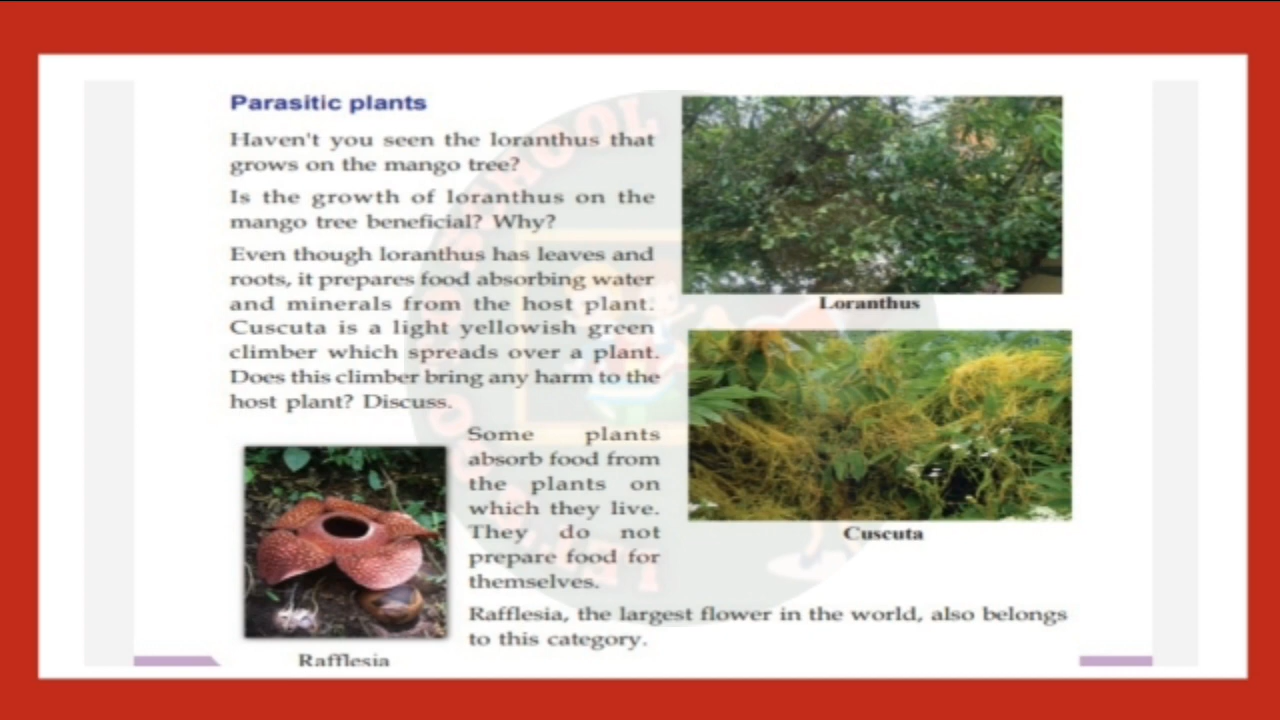 Parasitic plants
Haven't you seen the loranthus that
grows on the mango tree?
Is the growth of loranthus on the
mango tree beneficial? Why?
Even though loranthus has leaves and
roots, it prepares food absorbing water
and minerals from the host plant.
Cuscuta is a light yellowish green
climber which spreads over a plant.
Does this climber bring any harm to the
host plant? Discuss.
Loranthus
Cuscuta
Some plants
absorb food from
the plants on
which they live.
They do not
prepare food for
themselves.
Rafflesia, the largest flower in the world, also belongs
to this category.
Rafflesia